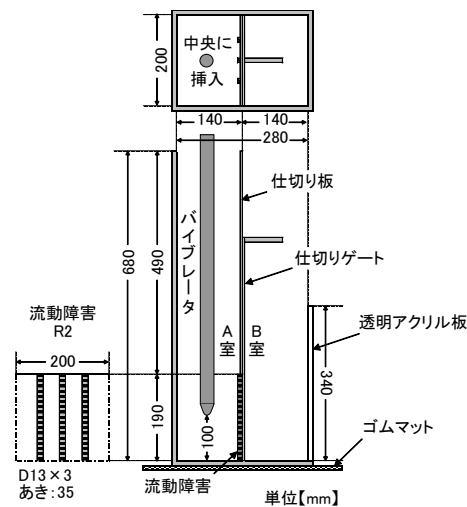 中央に
挿入
200
140
140
280
仕切り板
バイブレータ
680
490
仕切りゲート
流動障害
R2
A室
B室
透明アクリル板
200
340
190
100
ゴムマット
D13×3
あき:35
流動障害
単位【mm】